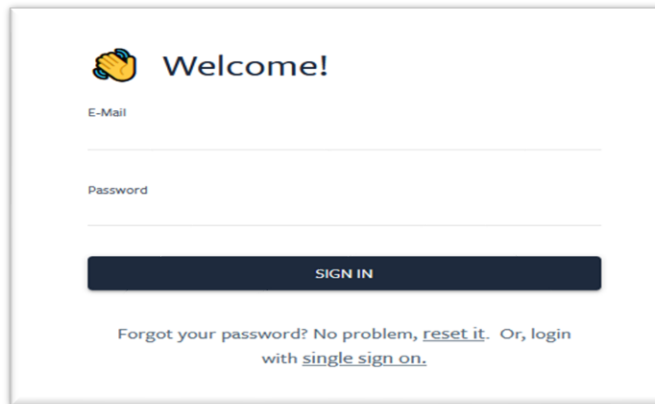 Welcome!
E-Mail
Password
SIGN IN
Forgot your password? No problem, reset it. Or, login
with single sign on.